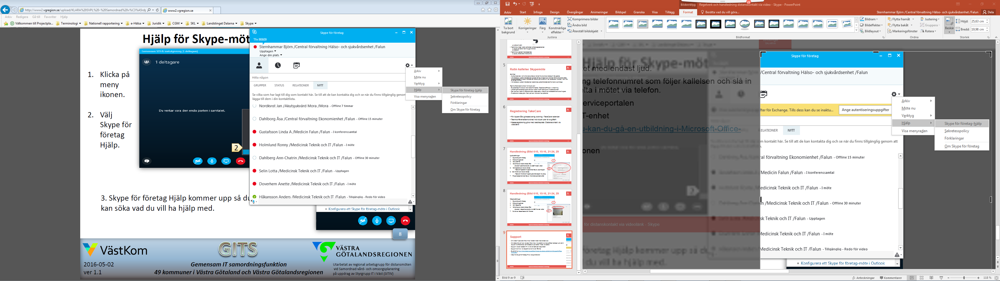 http://www2.vgregion.se/upload/KLARA%20SVPL%20-%20Samordnad%20v%C3%A5rdp
www2.vgregion.se
Arkiv Redigera Gå till Favoriter Hjälp
Välkommen till Projectpla... Terminologi Nationell rapportering e-Hälsa Juridik CGM SKL Landstinget Dalarna Skype
Hjälp för Skype-möt
Gemensam SITHS kortutgivning (1 deltagare)
1 deltagare
1. Klicka på
meny
ikonen.
2. Välj
Skype för
företag
Hjälp.
Du verkar vara den enda parten i samtalet.
2
3. Skype för företag Hjälp kommer upp så du
kan söka vad du vill ha hjälp med.
Skype för företag
Tfn 90609
Sternhammar Björn /Central förvaltning Hälso- och sjukvårdsenhet /Falun
Upptagen
Ange din plats
Hitta någon
GRUPPER STATUS RELATIONER NYTT
Se vilka som har lagt till dig som kontakt här. Se till att de kan kontakta dig och se när du finns tillgänglig genom
lägga till dem i din kontaktlista.
Nordkvist Jan /Akutsjukvård Mora /Mora - Offline 7 timmar
Dahlborg Åsa /Central förvaltning Ekonomienhet /Falun - Offline 15 minuter
Gustafsson Linda A /Medicin Falun /Falun - I konferenssamtal
Holmlund Ronny /Medicinsk Teknik och IT /Falun - I möte
Dahlberg Ann-Chatrin /Medicinsk Teknik och IT /Falun - Offline 30 minuter
Selin Lotta /Medicinsk Teknik och IT /Falun - Upptagen
Doverhem Anette /Medicinsk Teknik och IT /Falun - I möte
Håkansson Anders /Medicinsk Teknik och IT /Falun - Tillgänglig - Redo för video
Arkiv
Möte nu
Verktyg
Hjälp
Visa menyraden
Skype för företag-hjälp
Sekretesspolicy
Förklaringar
Om Skype för företag
Konfigurera ett Skype för företag-möte i Outlook
8
VästKom
GITS
VÄSTRA
GÖTALANDSREGIONEN
2016-05-02
ver 1.1
Gemensam IT samordningsfunktion
49 kommuner i Västra Götaland och Västra Götalandsregionen
Utarbetat av regional arbetsgrupp för distansmöten
vid Samordnad vård- och omsorgsplanering
på uppdrag av Styrgrupp IT i Väst (SITIV)
Bildverktyg
Regelverk och handledning distanskontakt via video - Skype - PowerPoint
22
Arkiv Start Infoga Design Övergångar Animeringar Bildspel Granska Visa Tillägg Format Berätta vad du vill göra...
Sternhammar Björn /Central förvaltning Hälso- och sjukvårdsenhet /Falun Dela
Ta bort
bakgrund
Korrigeringar
Färg
Konstnärliga
effekter
Komprimera bilder
Ändra bild
Återställ bildobjekt
Justera
Bildformat
Bildram
Bildeffekter
Bildlayout
Flytta framåt
Flytta bakåt
Markeringsfönster
Justering
Gruppera
Rotera
Ordna
Beskär
Höjd: 25,63 cm
Bredd: 19,98 cm
Storlek
5
Rutin kallelse Skypemöte
6
Registrering TakeCare
7
Handledning (Bild 6-10, 15-16, 21-24, 29
8
Handledning (Bild 6-10, 15-16, 21-24, 29
9
Support
Hjälp för Skype-möt
et med endast ljud.
ng telefonnumret som följer kallelsen och slå in
elta i mötet via telefon.
erviceportalen
T-enhet
u-kan-du-gå-en-utbildning-i-Microsoft-Office-
onen
för distanskontakt via videolänk - Skype
Skype för företag
/Central förvaltning Hälso- och sjukvårdsenhet /Falun
fter för Exchange. Tills dess kan du se inaktu...
Ange autentiseringsuppgifter
ELATIONER NYTT
m kontakt här. Se till att de kan kontakta dig och se när du finns tillgänglig genom att
ral förvaltning Ekonomienhet /Falun - Offline 15 minuter
/Medicin Falun /Falun - I konferenssamtal
Medicinsk Teknik och IT /Falun - I möte
n /Medicinsk Teknik och IT /Falun - Offline 30 minuter
sk Teknik och IT /Falun - Upptagen
Medicinsk Teknik och IT /Falun - I möte
Medicinsk Teknik och IT /Falun - Tillgänglig - Redo för video
Arkiv
Möte nu
Verktyg
Hjälp
Visa menyraden
Skype för företag-hjälp
Sekretesspolicy
Förklaringar
Om Skype för företag
Konfigurera ett Skype för företag-möte i Outlook
Bild 9 av 9
Anteckningar Kommentarer 118 %